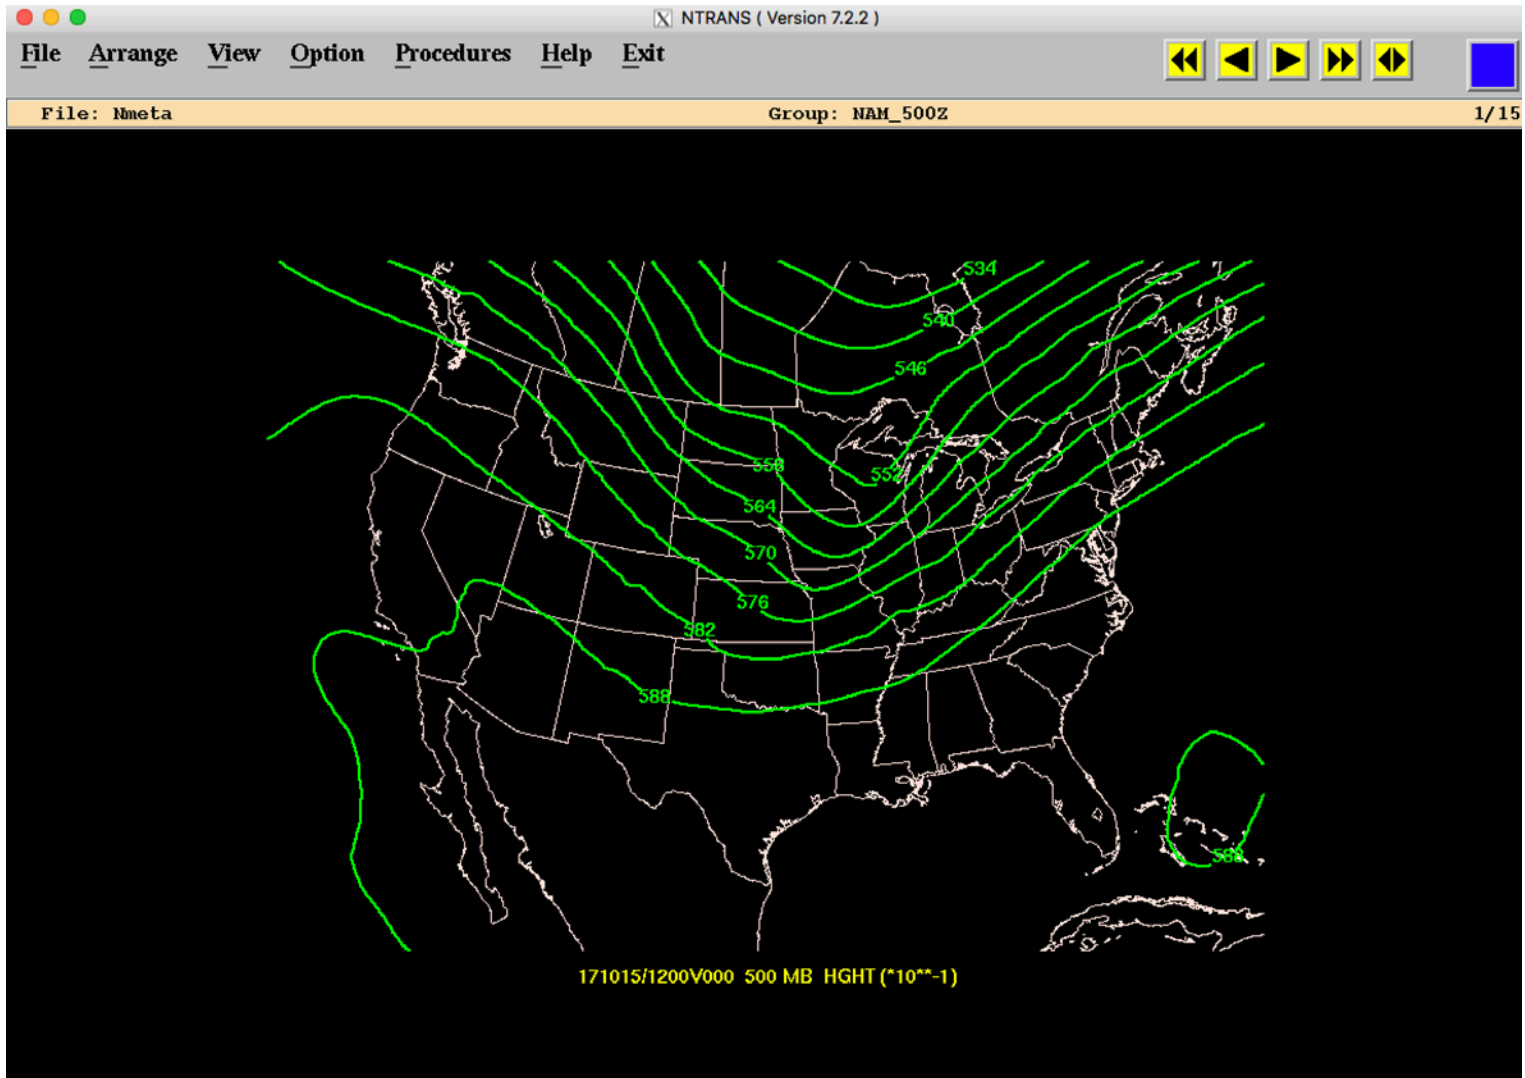 NTRANS ( Version 7.2.2 )
File Arrange View Option Procedures Help Exit
File: Nmeta Group: NAM_500Z 1/15
534
540
546
552
558
564
570
576
582
588
588
171015/1200V000 500 MB HGHT (*10**-1)